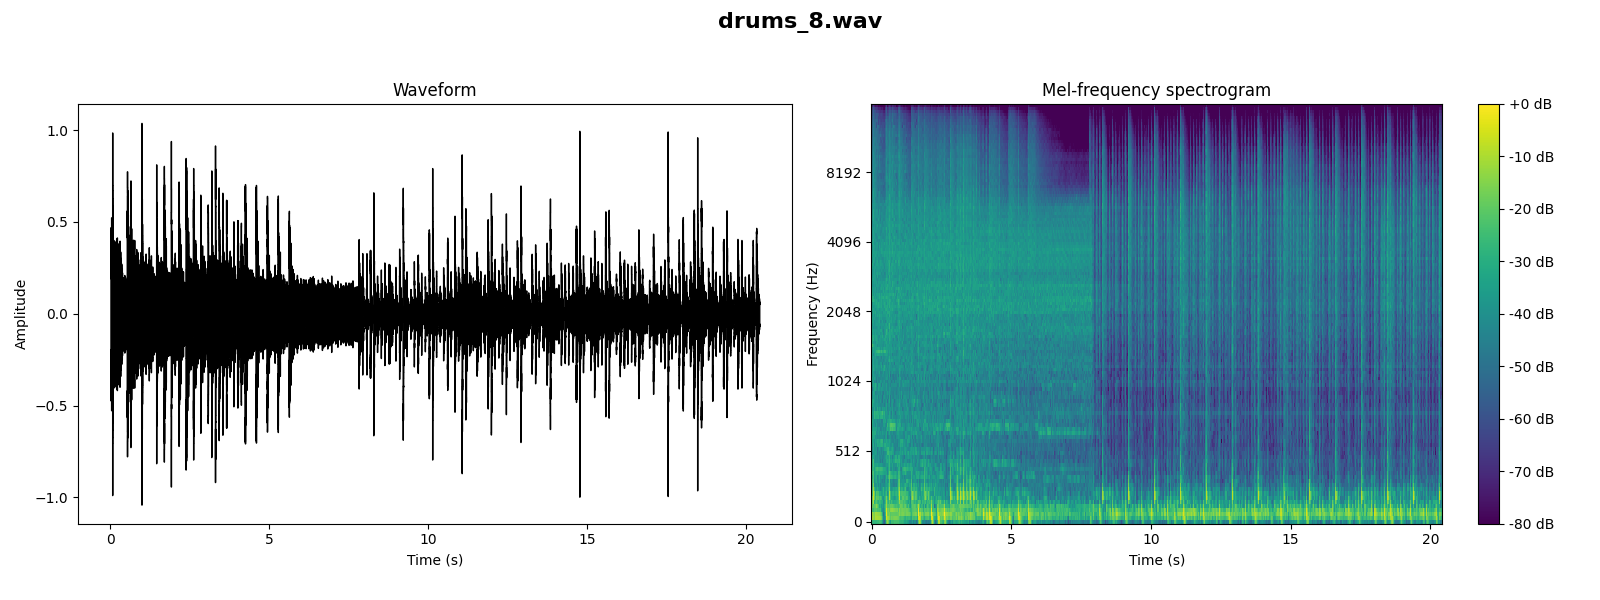 drums_8.wav
Waveform
Amplitude
1.0
0.5
0.0
−0.5
−1.0
0
5
10
15
20
Time (s)
Mel-frequency spectrogram
Frequency (Hz)
8192
4096
2048
1024
512
0
0
5
10
15
20
Time (s)
+0 dB
-10 dB
-20 dB
-30 dB
-40 dB
-50 dB
-60 dB
-70 dB
-80 dB